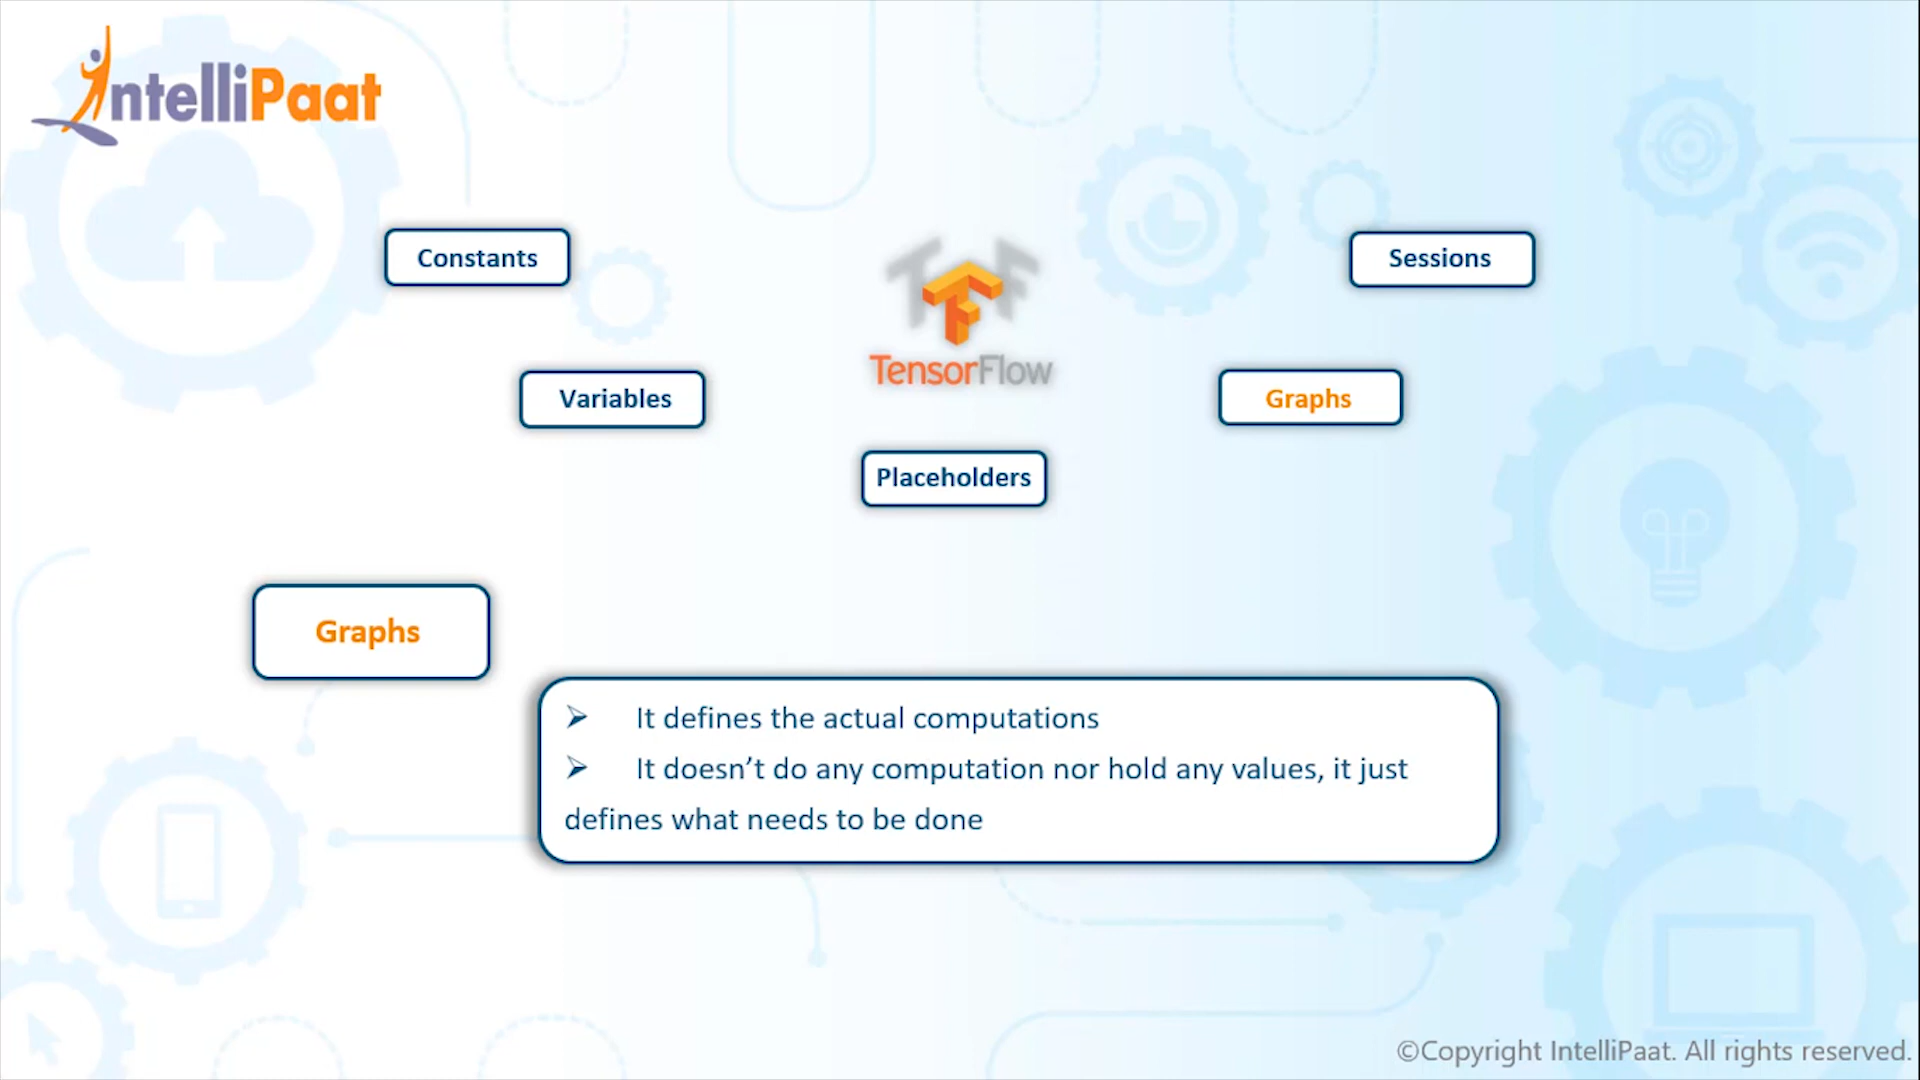 IntelliPaat
Constants
Sessions
TensorFlow
Variables
Graphs
Placeholders
Graphs
➤ It defines the actual computations
➤ It doesn’t do any computation nor hold any values, it just
defines what needs to be done
©Copyright IntelliPaat. All rights reserved.